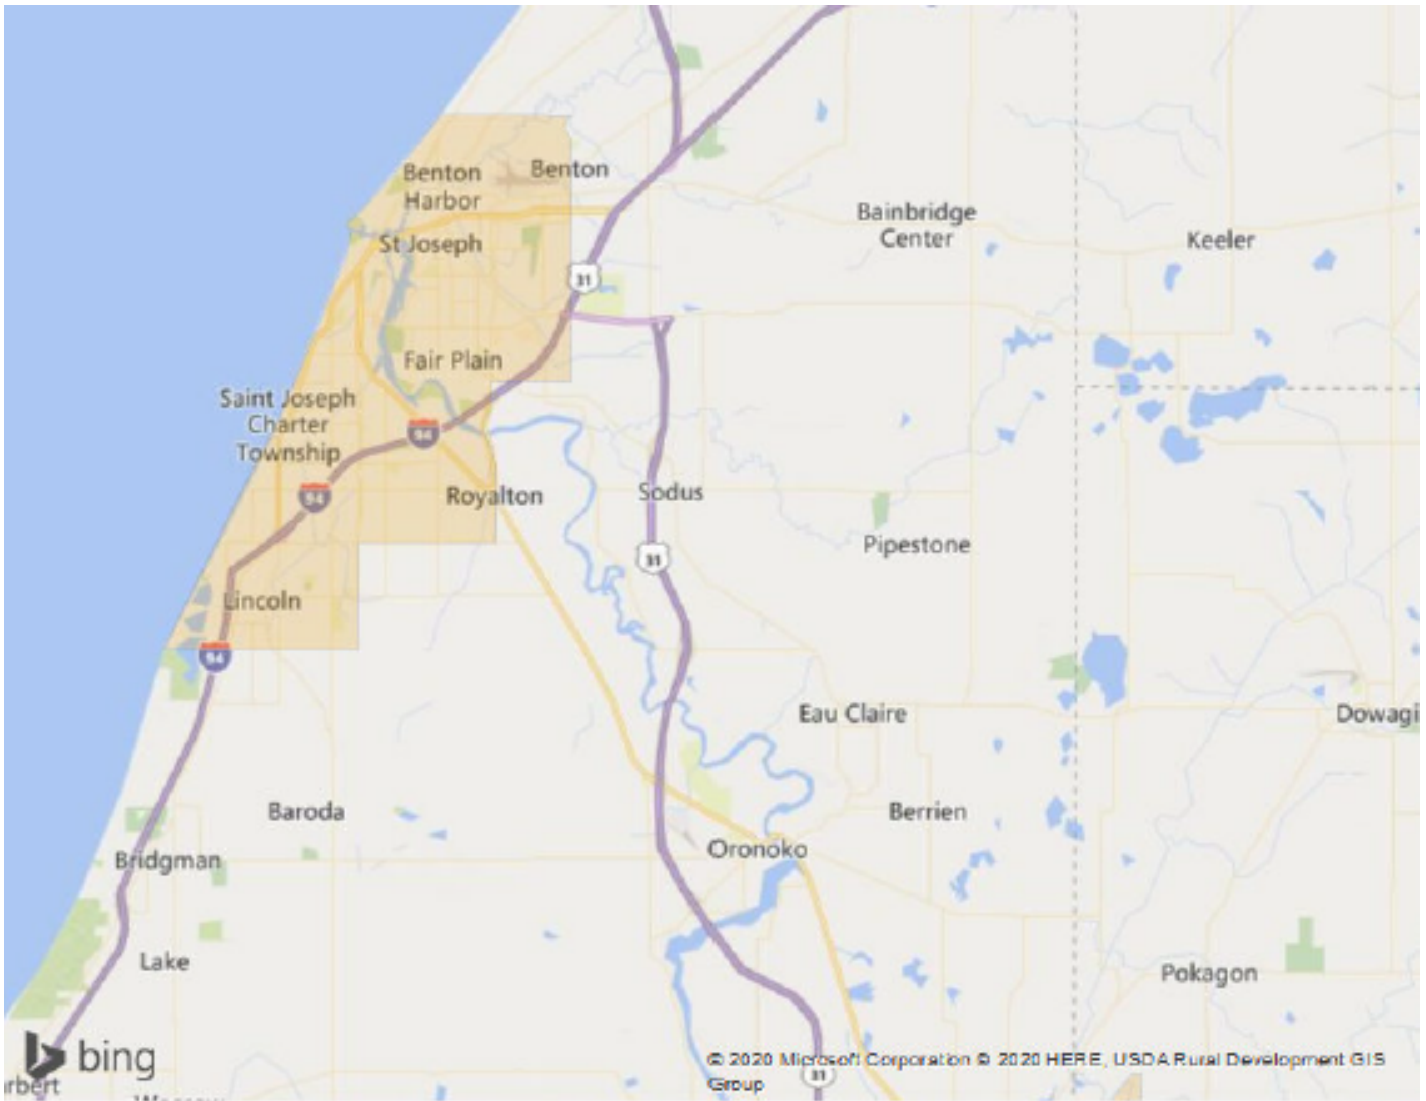 Benton
Harbor
Benton
Bainbridge
Center
Keeler
St Joseph
31
Fair Plain
Saint Joseph
Charter
Township
94
94
Royalton
Sodus
Pipestone
31
Lincoln
94
Eau Claire
Dowagi
Baroda
Berrien
Bridgman
Oronoko
Lake
Pokagon
bing
© 2020 Microsoft Corporation © 2020 HERE, USDA Rural Development GIS
Group
31
rbert